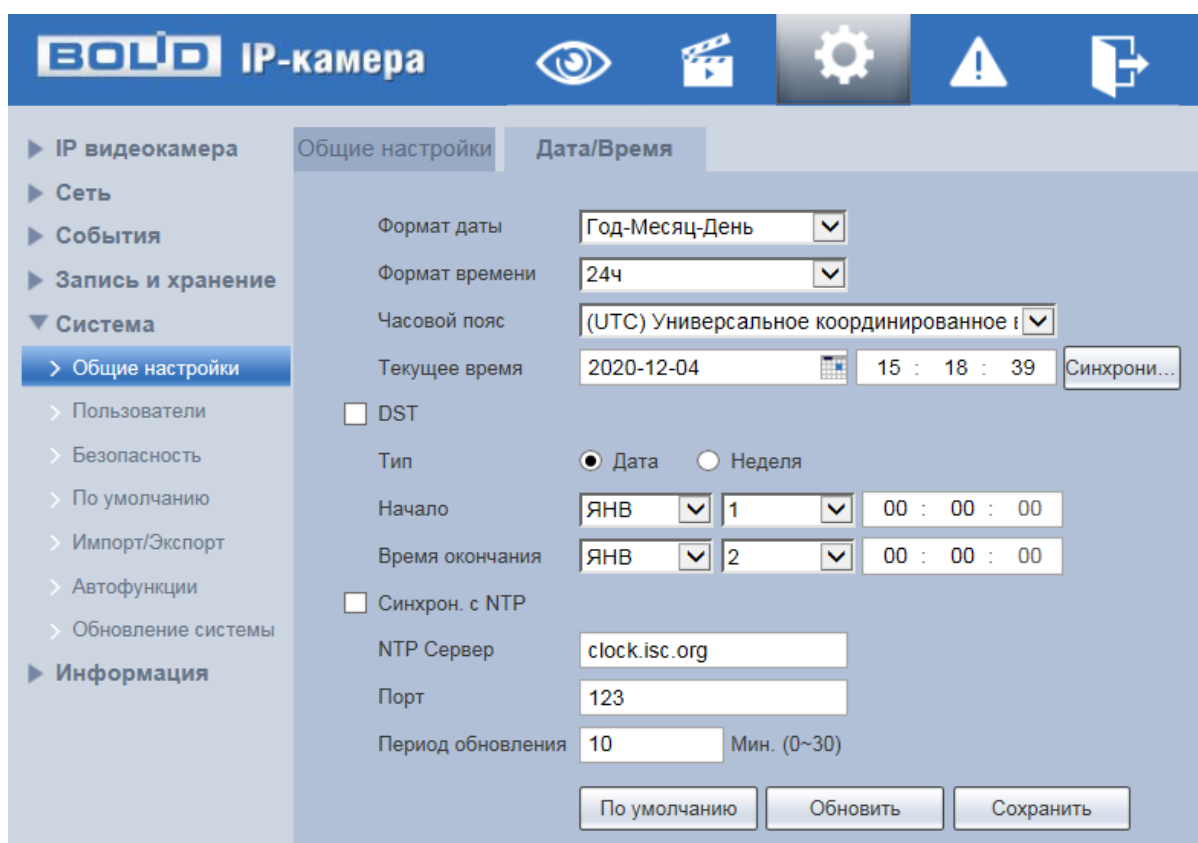 BOLID IP-камера
IP видеокамера
Сеть
События
Запись и хранение
Система
Общие настройки
Пользователи
Безопасность
По умолчанию
Импорт/Экспорт
Автофункции
Обновление системы
Информация
Общие настройки Дата/Время
Формат даты Год-Месяц-День
Формат времени 24ч
Часовой пояс (UTC) Универсальное координированное
Текущее время 2020-12-04 15 : 18 : 39 Синхрони...
DST
Тип Дата Неделя
Начало ЯНВ 1 00 : 00 : 00
Время окончания ЯНВ 2 00 : 00 : 00
Синхрон. с NTP
NTP Сервер clock.isc.org
Порт 123
Период обновления 10 Мин. (0~30)
По умолчанию Обновить Сохранить